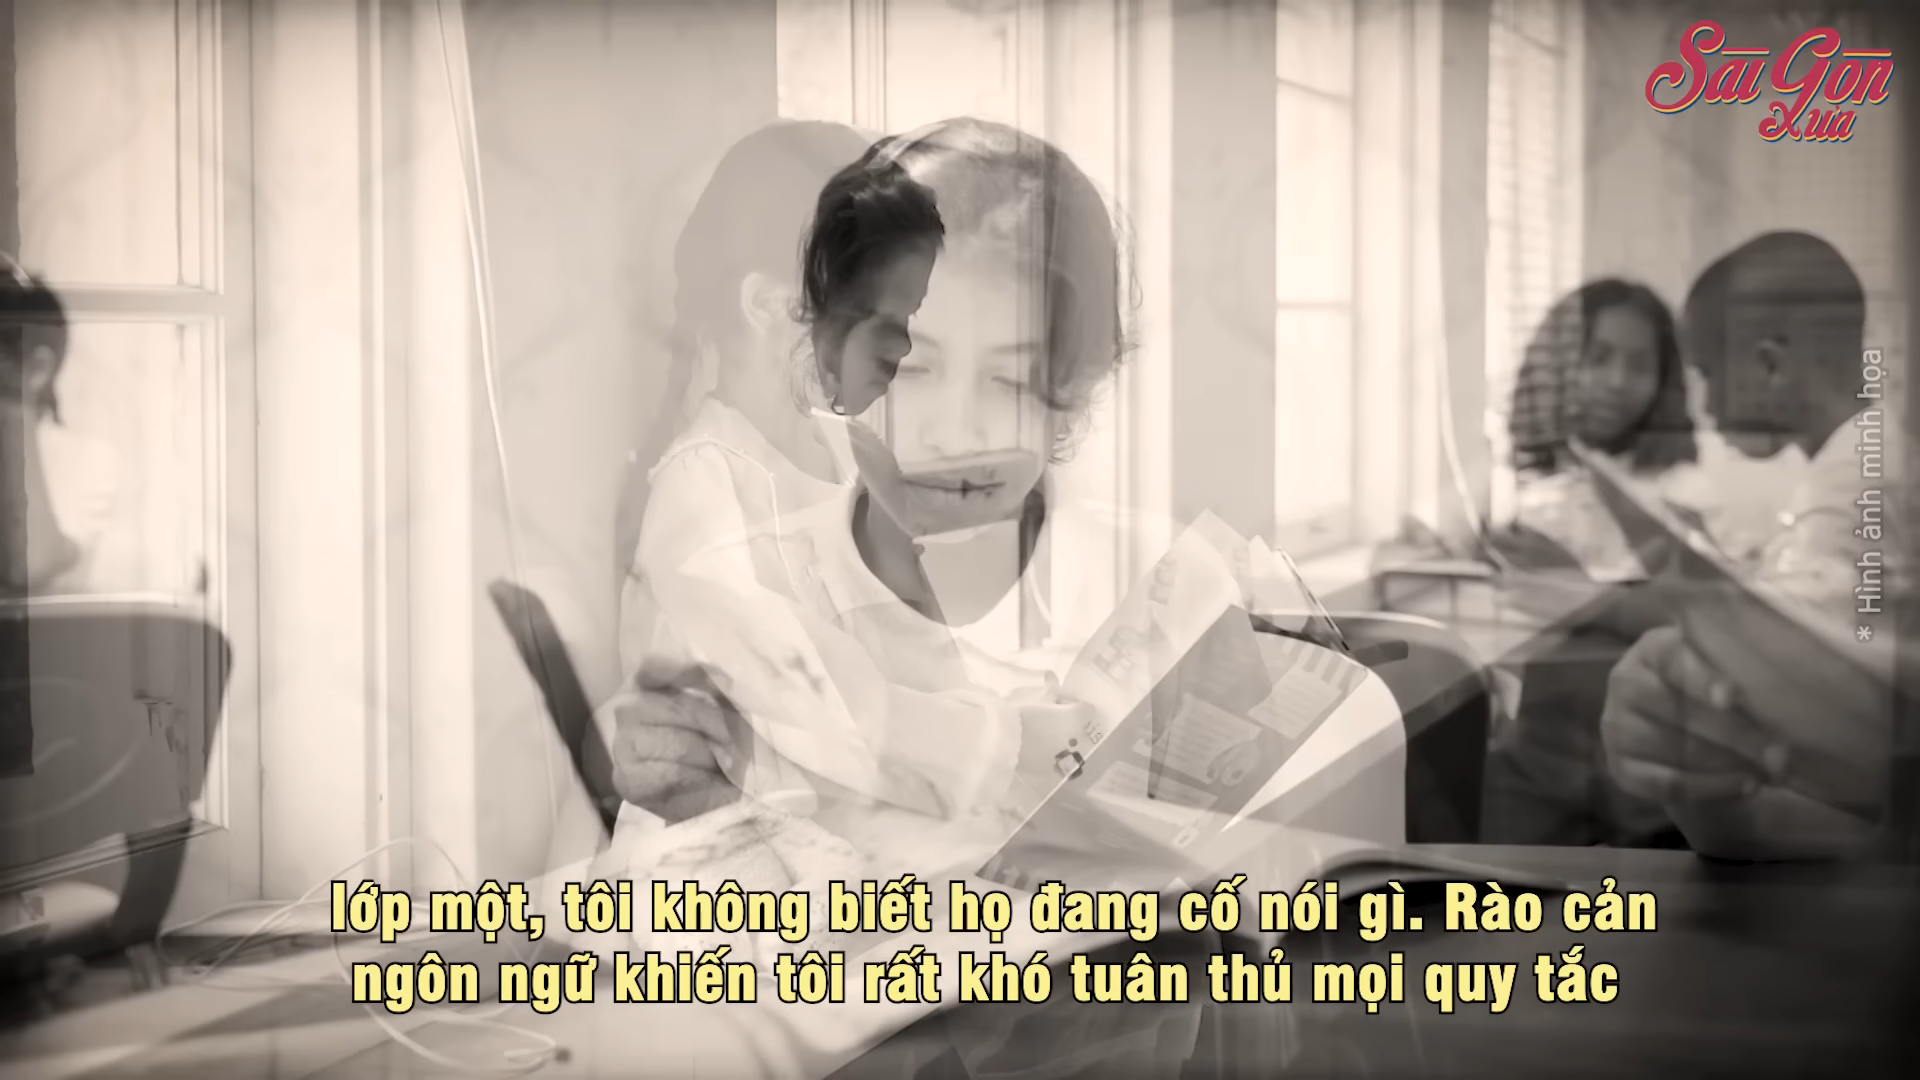 Sài Gòn
Xưa
* Hình ảnh minh họa
lớp một, tôi không biết họ đang cố nói gì. Rào cản
ngôn ngữ khiến tôi rất khó tuân thủ mọi quy tắc